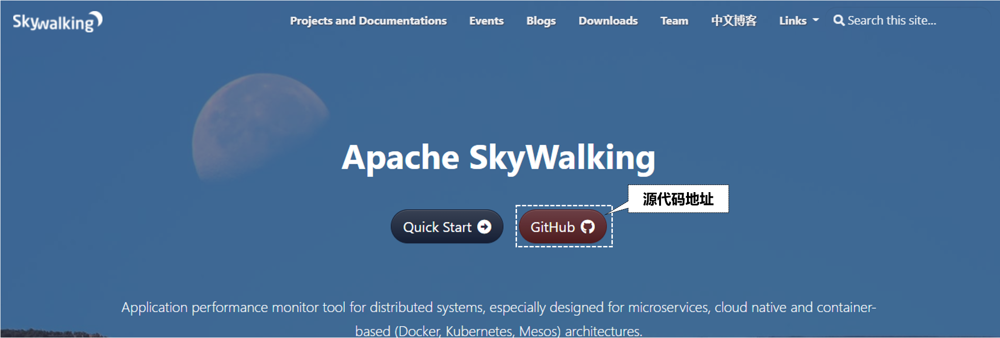 Skywalking
Projects and Documentations Events Blogs Downloads Team 中文博客 Links Search this site...
Apache SkyWalking
源代码地址
Quick Start GitHub
Application performance monitor tool for distributed systems, especially designed for microservices, cloud native and container-
based (Docker, Kubernetes, Mesos) architectures.